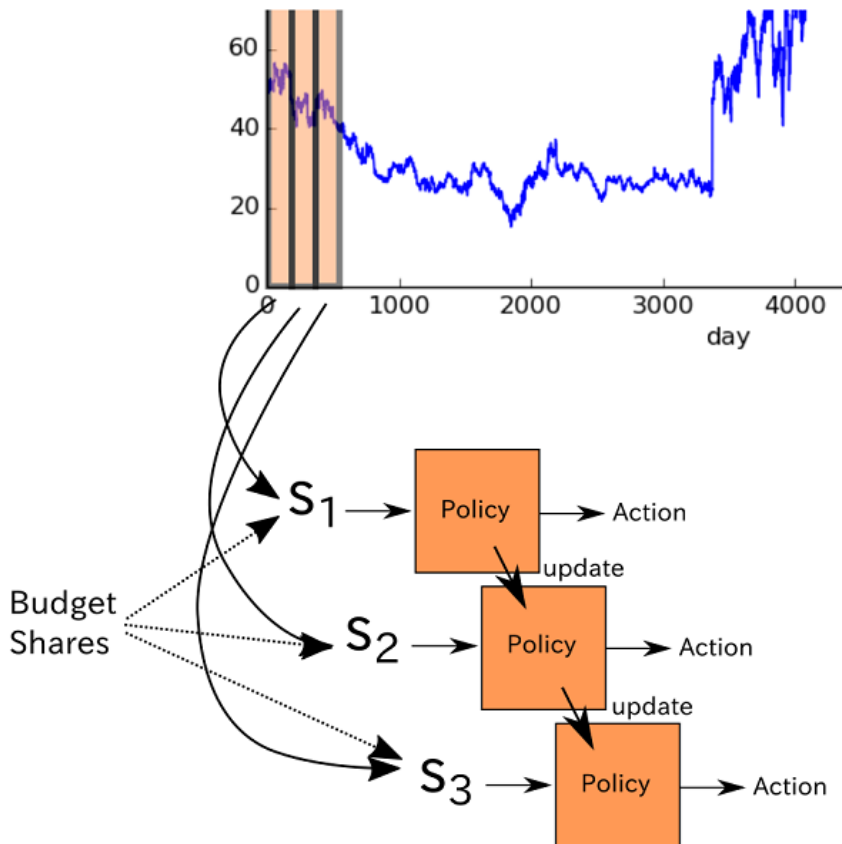 60
40
20
0
0 1000 2000 3000 4000
day
S1 Policy Action
update
Budget
Shares
S2 Policy Action
update
S3 Policy Action